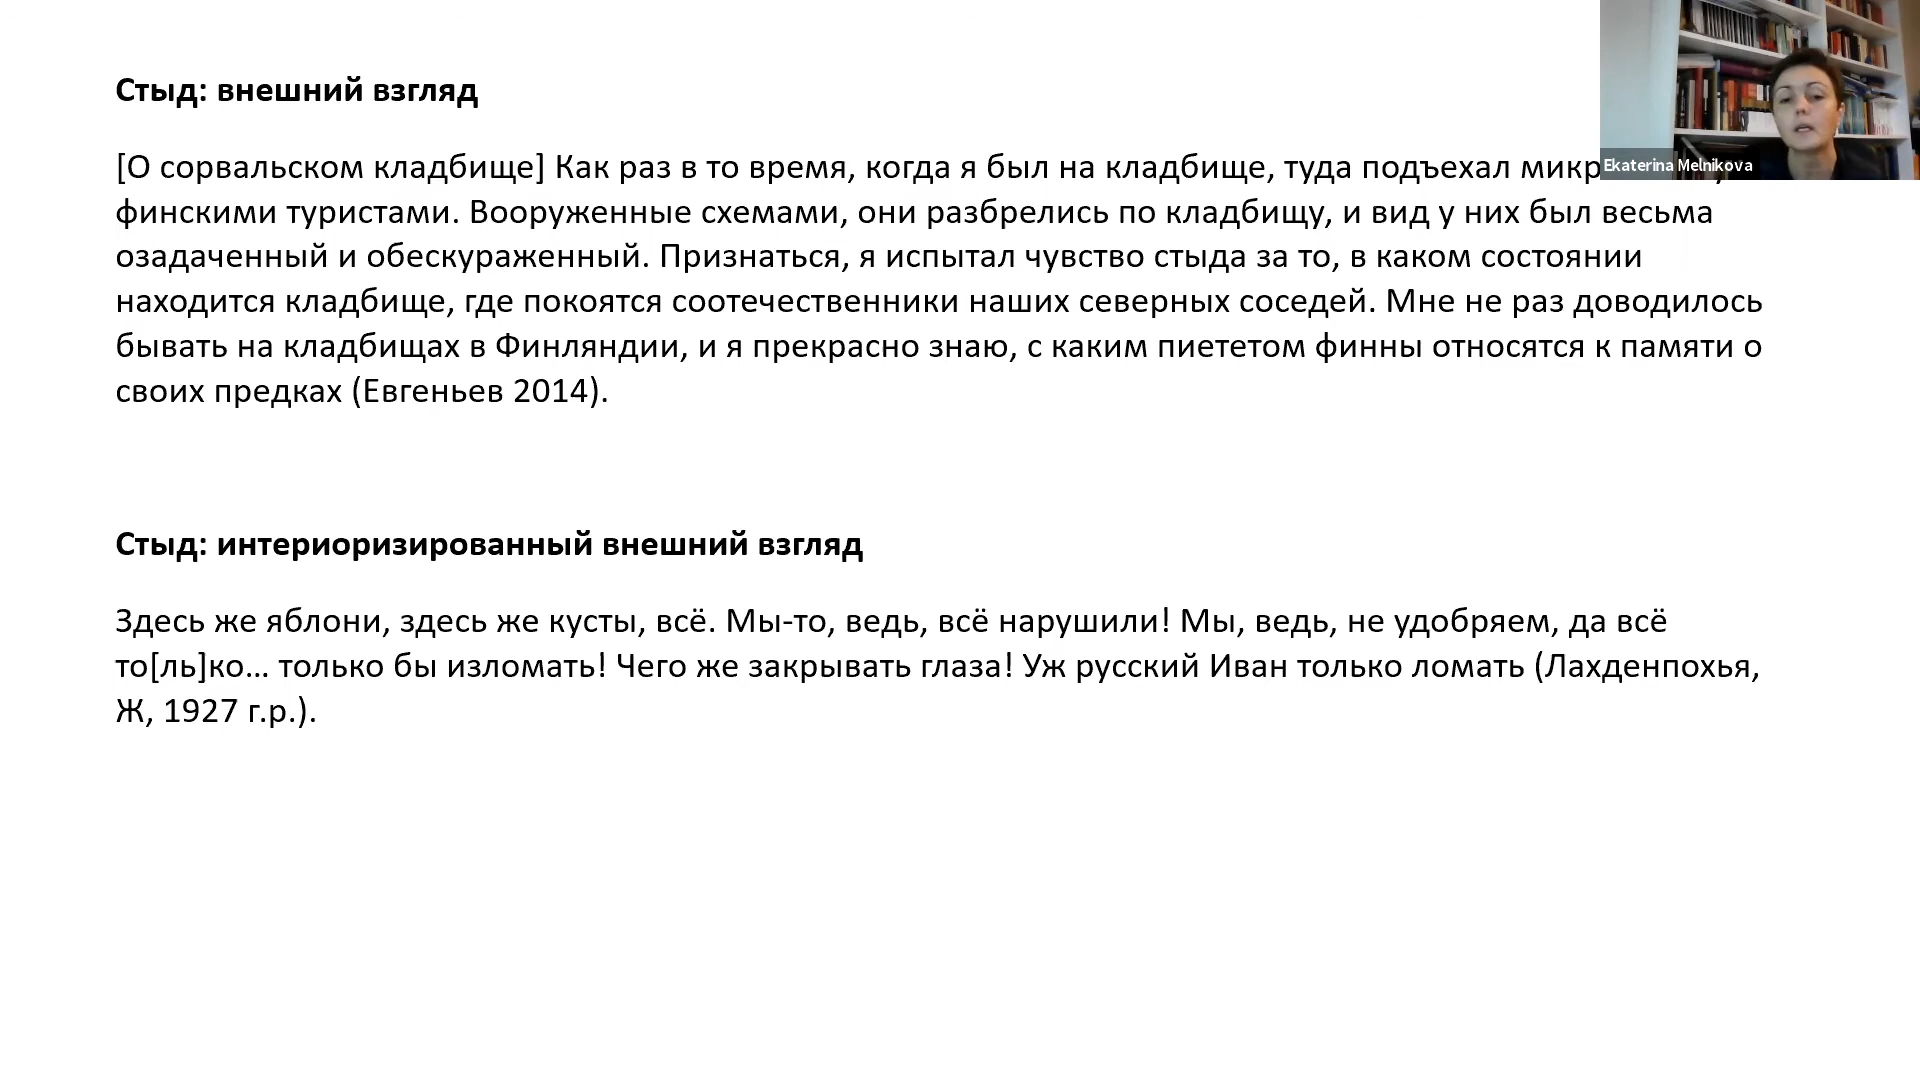 Стыд: внешний взгляд
[О сорвальском кладбище] Как раз в то время, когда я был на кладбище, туда подъехал микр
Ekaterina Melnikova
финскими туристами. Вооруженные схемами, они разбрелись по кладбищу, и вид у них был весьма
озадаченный и обескураженный. Признаться, я испытал чувство стыда за то, в каком состоянии
находится кладбище, где покоятся соотечественники наших северных соседей. Мне не раз доводилось
бывать на кладбищах в Финляндии, и я прекрасно знаю, с каким пиететом финны относятся к памяти о
своих предках (Евгеньев 2014).
Стыд: интериоризированный внешний взгляд
Здесь же яблони, здесь же кусты, всё. Мы-то, ведь, всё нарушили! Мы, ведь, не удобряем, да всё
то[ль]ко… только бы изломать! Чего же закрывать глаза! Уж русский Иван только ломать (Лахденпохья,
Ж, 1927 г.р.).